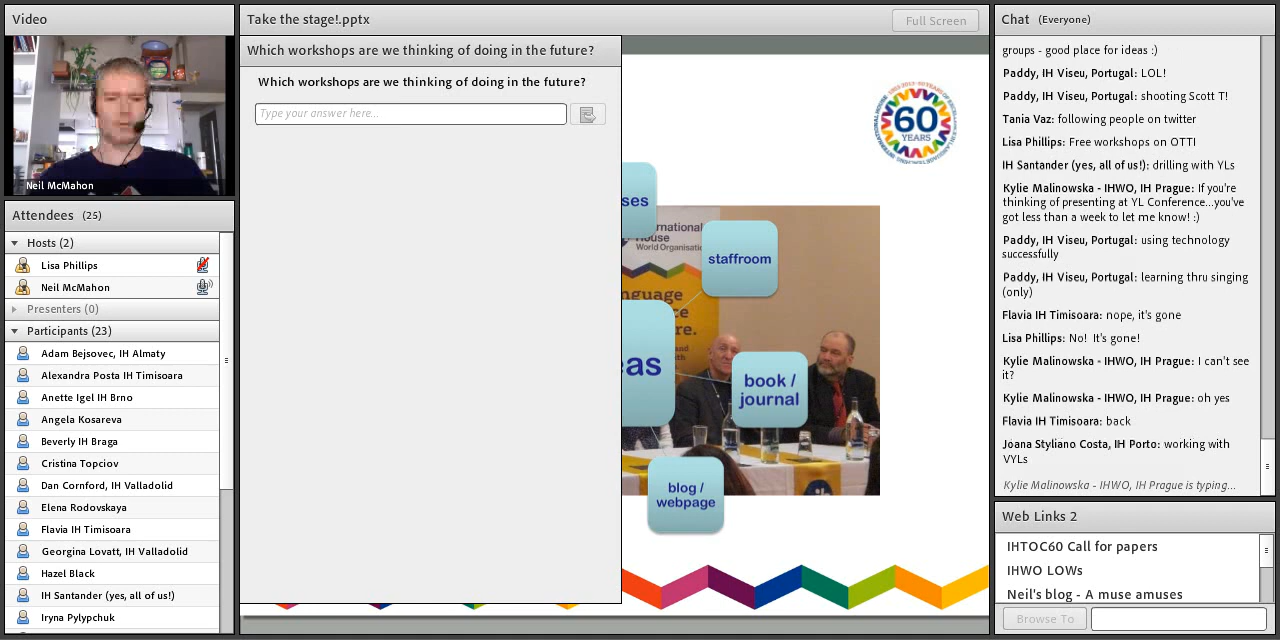 Video
Neil McMahon
Attendees (25)
Hosts (2)
Lisa Phillips
Neil McMahon
Presenters (0)
Participants (23)
Adam Bejsovec, IH Almaty
Alexandra Posta IH Timisoara
Anette Igel IH Brno
Angela Kosareva
Beverly IH Braga
Cristina Topciov
Dan Cornford, IH Valladolid
Elena Rodovskaya
Flavia IH Timisoara
Georgina Lovatt, IH Valladolid
Hazel Black
IH Santander (yes, all of us!)
Iryna Pylypchuk
Take the stage!.pptx
Full Screen
Which workshops are we thinking of doing in the future?
Which workshops are we thinking of doing in the future?
Type your answer here...
60
YEARS
ses
rnational
House
World Organisatio
staffroom
nguage
ce
re.
eas
book /
journal
blog /
webpage
Chat (Everyone)
groups - good place for ideas :)
Paddy, IH Viseu, Portugal: LOL!
Paddy, IH Viseu, Portugal: shooting Scott T!
Tania Vaz: following people on twitter
Lisa Phillips: Free workshops on OTTI
IH Santander (yes, all of us!): drilling with YLs
Kylie Malinowska - IHWO, IH Prague: If you're
thinking of presenting at YL Conference...you've
got less than a week to let me know! :)
Paddy, IH Viseu, Portugal: using technology
successfully
Paddy, IH Viseu, Portugal: learning thru singing
(only)
Flavia IH Timisoara: nope, it's gone
Lisa Phillips: No! It's gone!
Kylie Malinowska - IHWO, IH Prague: I can't see
it?
Kylie Malinowska - IHWO, IH Prague: oh yes
Flavia IH Timisoara: back
Joana Styliano Costa, IH Porto: working with
VYLs
Kylie Malinowska - IHWO, IH Prague is typing...
Web Links 2
IHTOC60 Call for papers
IHWO LOWs
Neil's blog - A muse amuses
Browse To